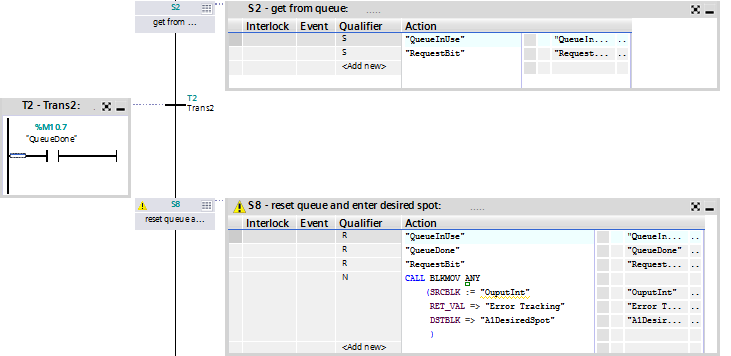 S2
get from ...
S2 - get from queue:
Interlock Event Qualifier Action
S "QueueInUse" "QueueIn... ..
S "RequestBit" "Request... ..
<Add new>
T2
Trans2
T2 - Trans2:
%M10.7
"QueueDone"
S8
reset queue a...
S8 - reset queue and enter desired spot:
Interlock Event Qualifier Action
R "QueueInUse" "QueueIn... ..
R "QueueDone" "QueueDone" ..
R "RequestBit" "Request... ..
N CALL BLKMOV ANY
(SRCBLK := "OuputInt" "OuputInt" ..
RET_VAL => "Error Tracking" "Error T... ..
DSTBLK => "A1DesiredSpot" "A1Desir... ..
)
<Add new>